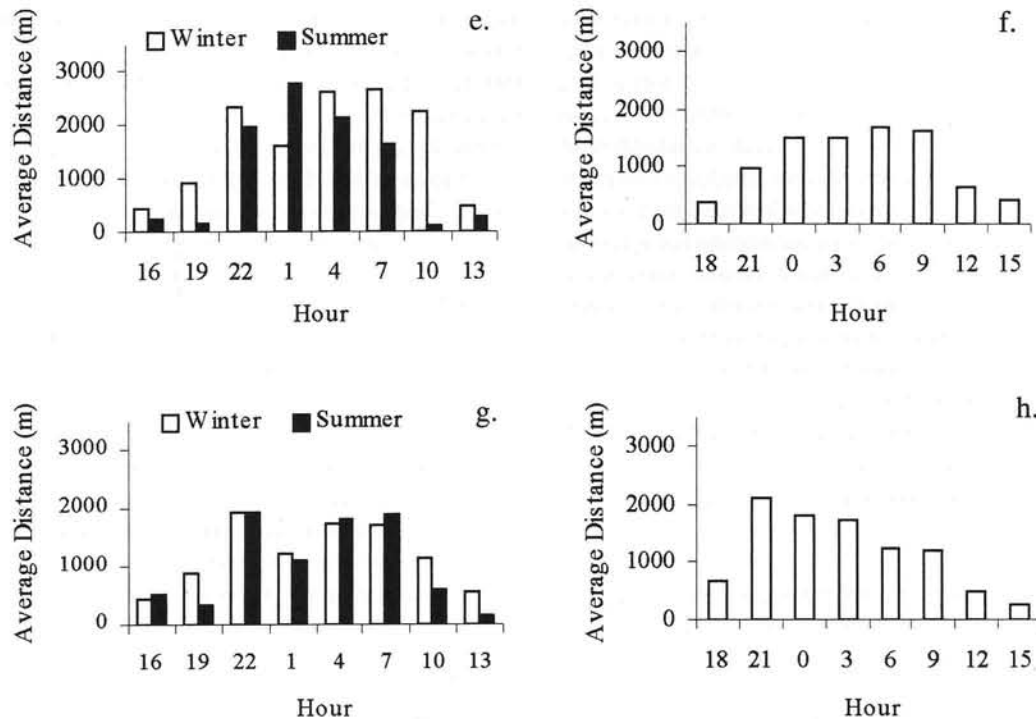 e.
Winter Summer
Average Distance (m)
3000
2000
1000
0
16 19 22 1 4 7 10 13
Hour
f.
Average Distance (m)
3000
2000
1000
0
18 21 0 3 6 9 12 15
Hour
g.
Winter Summer
Average Distance (m)
3000
2000
1000
0
16 19 22 1 4 7 10 13
Hour
h.
Average Distance (m)
3000
2000
1000
0
18 21 0 3 6 9 12 15
Hour